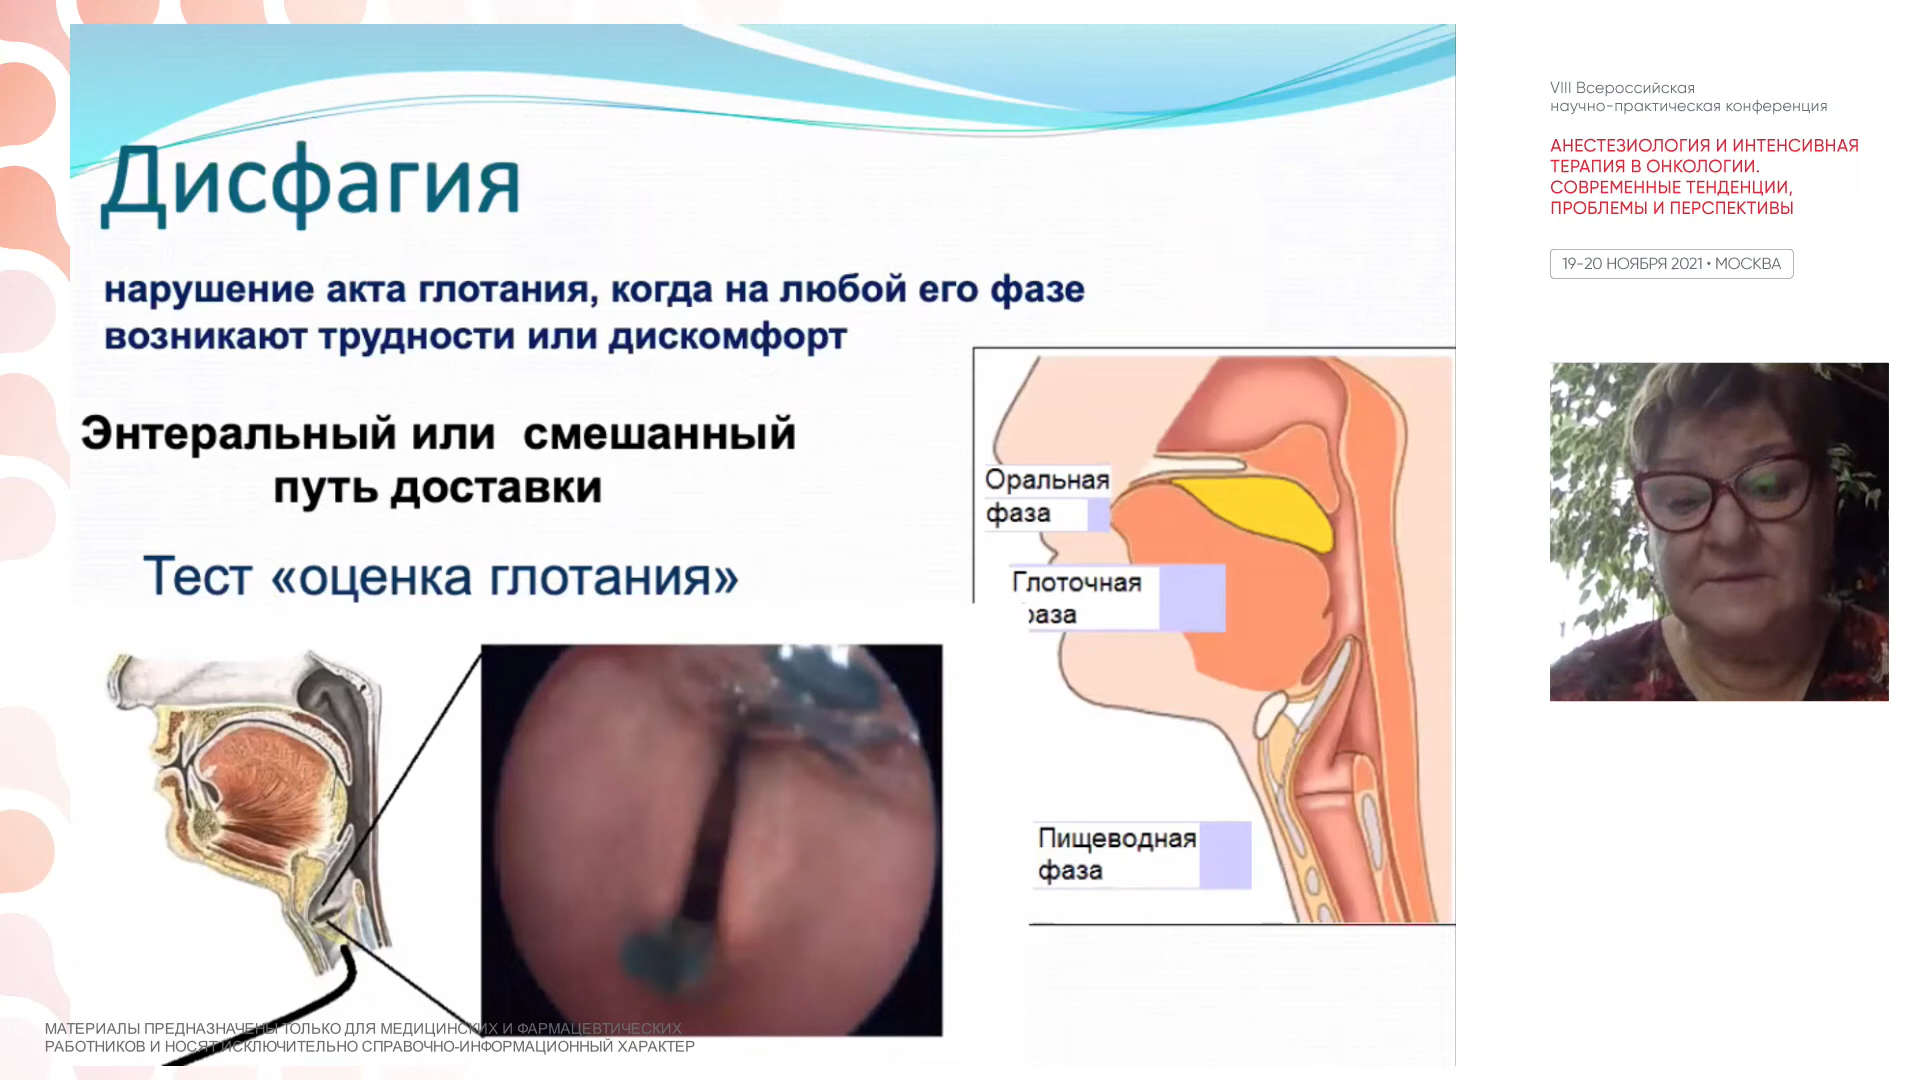 Дисфагия
нарушение акта глотания, когда на любой его фазе
возникают трудности или дискомфорт
Энтеральный или смешанный
путь доставки
Тест «оценка глотания»
Оральная
фаза
Глоточная
фаза
Пищеводная
фаза
VIII Всероссийская
научно-практическая конференция
АНЕСТЕЗИОЛОГИЯ И ИНТЕНСИВНАЯ
ТЕРАПИЯ В ОНКОЛОГИИ.
СОВРЕМЕННЫЕ ТЕНДЕНЦИИ,
ПРОБЛЕМЫ И ПЕРСПЕКТИВЫ
19-20 НОЯБРЯ 2021 • МОСКВА
МАТЕРИАЛЫ ПРЕДНАЗНАЧЕНЫ ТОЛЬКО ДЛЯ МЕДИЦИНСКИХ И ФАРМАЦЕВТИЧЕСКИХ
РАБОТНИКОВ И НОСЯТ ИСКЛЮЧИТЕЛЬНО СПРАВОЧНО-ИНФОРМАЦИОННЫЙ ХАРАКТЕР